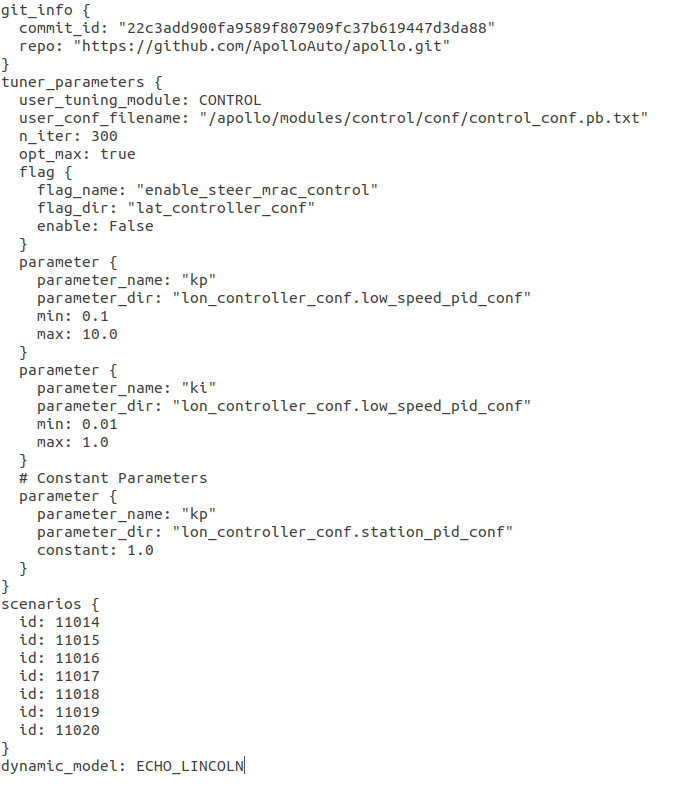 git_info {
  commit_id: "22c3add900fa9589f807909fc37b619447d3da88"
  repo: "https://github.com/ApolloAuto/apollo.git"
}
tuner_parameters {
  user_tuning_module: CONTROL
  user_conf_filename: "/apollo/modules/control/conf/control_conf.pb.txt"
  n_iter: 300
  opt_max: true
  flag {
    flag_name: "enable_steer_mrac_control"
    flag_dir: "lat_controller_conf"
    enable: False
  }
  parameter {
    parameter_name: "kp"
    parameter_dir: "lon_controller_conf.low_speed_pid_conf"
    min: 0.1
    max: 10.0
  }
  parameter {
    parameter_name: "ki"
    parameter_dir: "lon_controller_conf.low_speed_pid_conf"
    min: 0.01
    max: 1.0
  }
  # Constant Parameters
  parameter {
    parameter_name: "kp"
    parameter_dir: "lon_controller_conf.station_pid_conf"
    constant: 1.0
  }
}
scenarios {
  id: 11014
  id: 11015
  id: 11016
  id: 11017
  id: 11018
  id: 11019
  id: 11020
}
dynamic_model: ECHO_LINCOLN